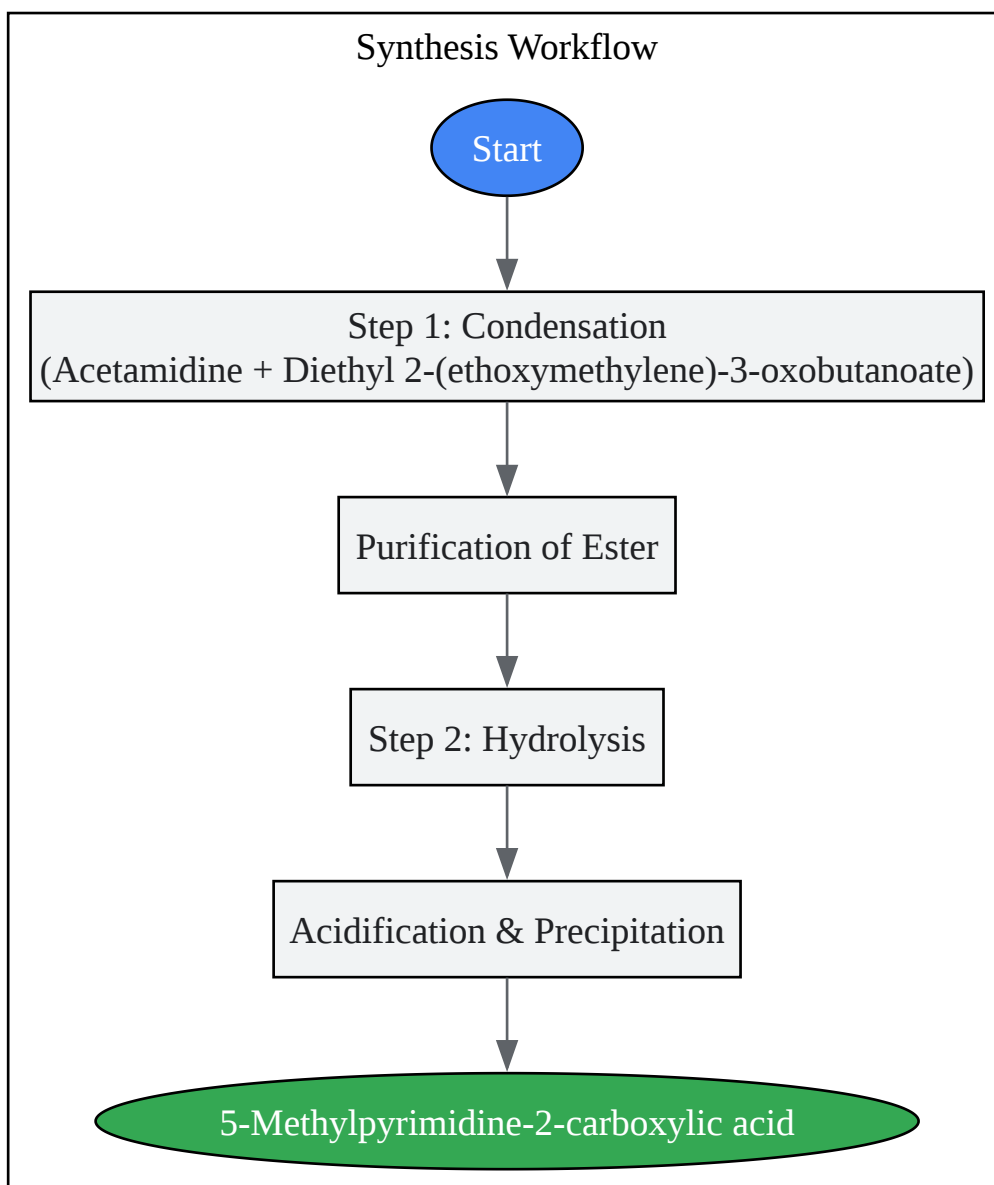 Synthesis Workflow
Start
Step 1: Condensation
(Acetamidine + Diethyl 2-(ethoxymethylene)-3-oxobutanoate)
Purification of Ester
Step 2: Hydrolysis
Acidification & Precipitation
5-Methylpyrimidine-2-carboxylic acid